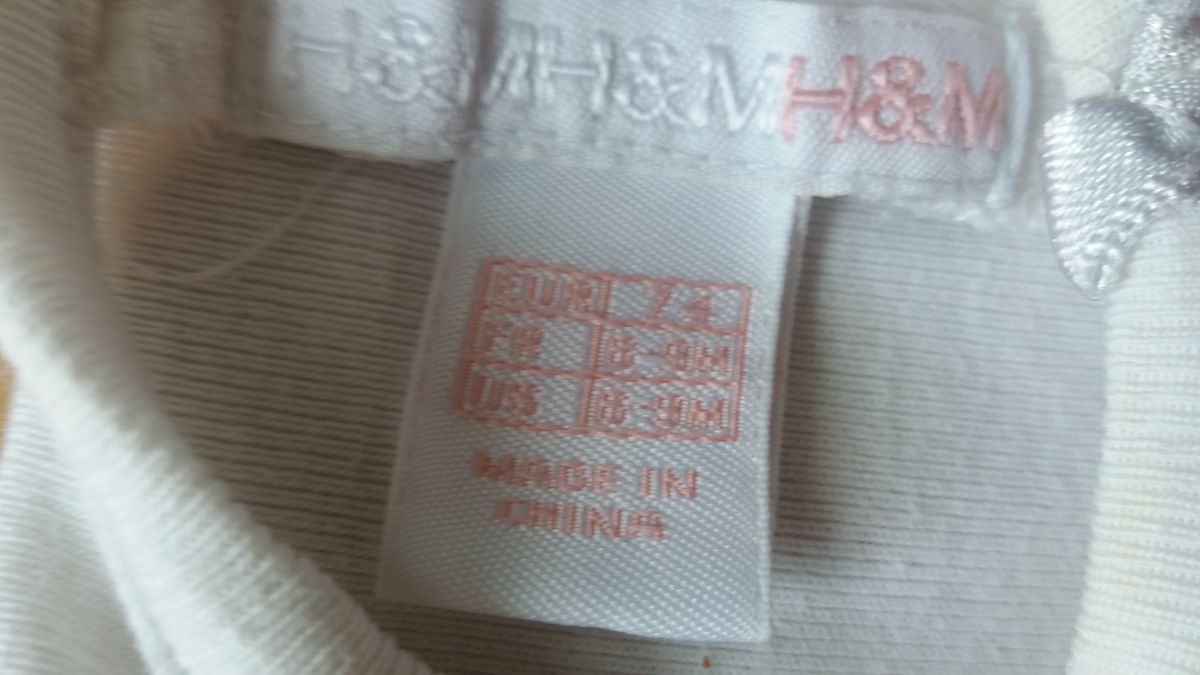 H&MH&MH&M
EUR 74
FR 6-9M
US 6-9M
MADE IN
CHINA